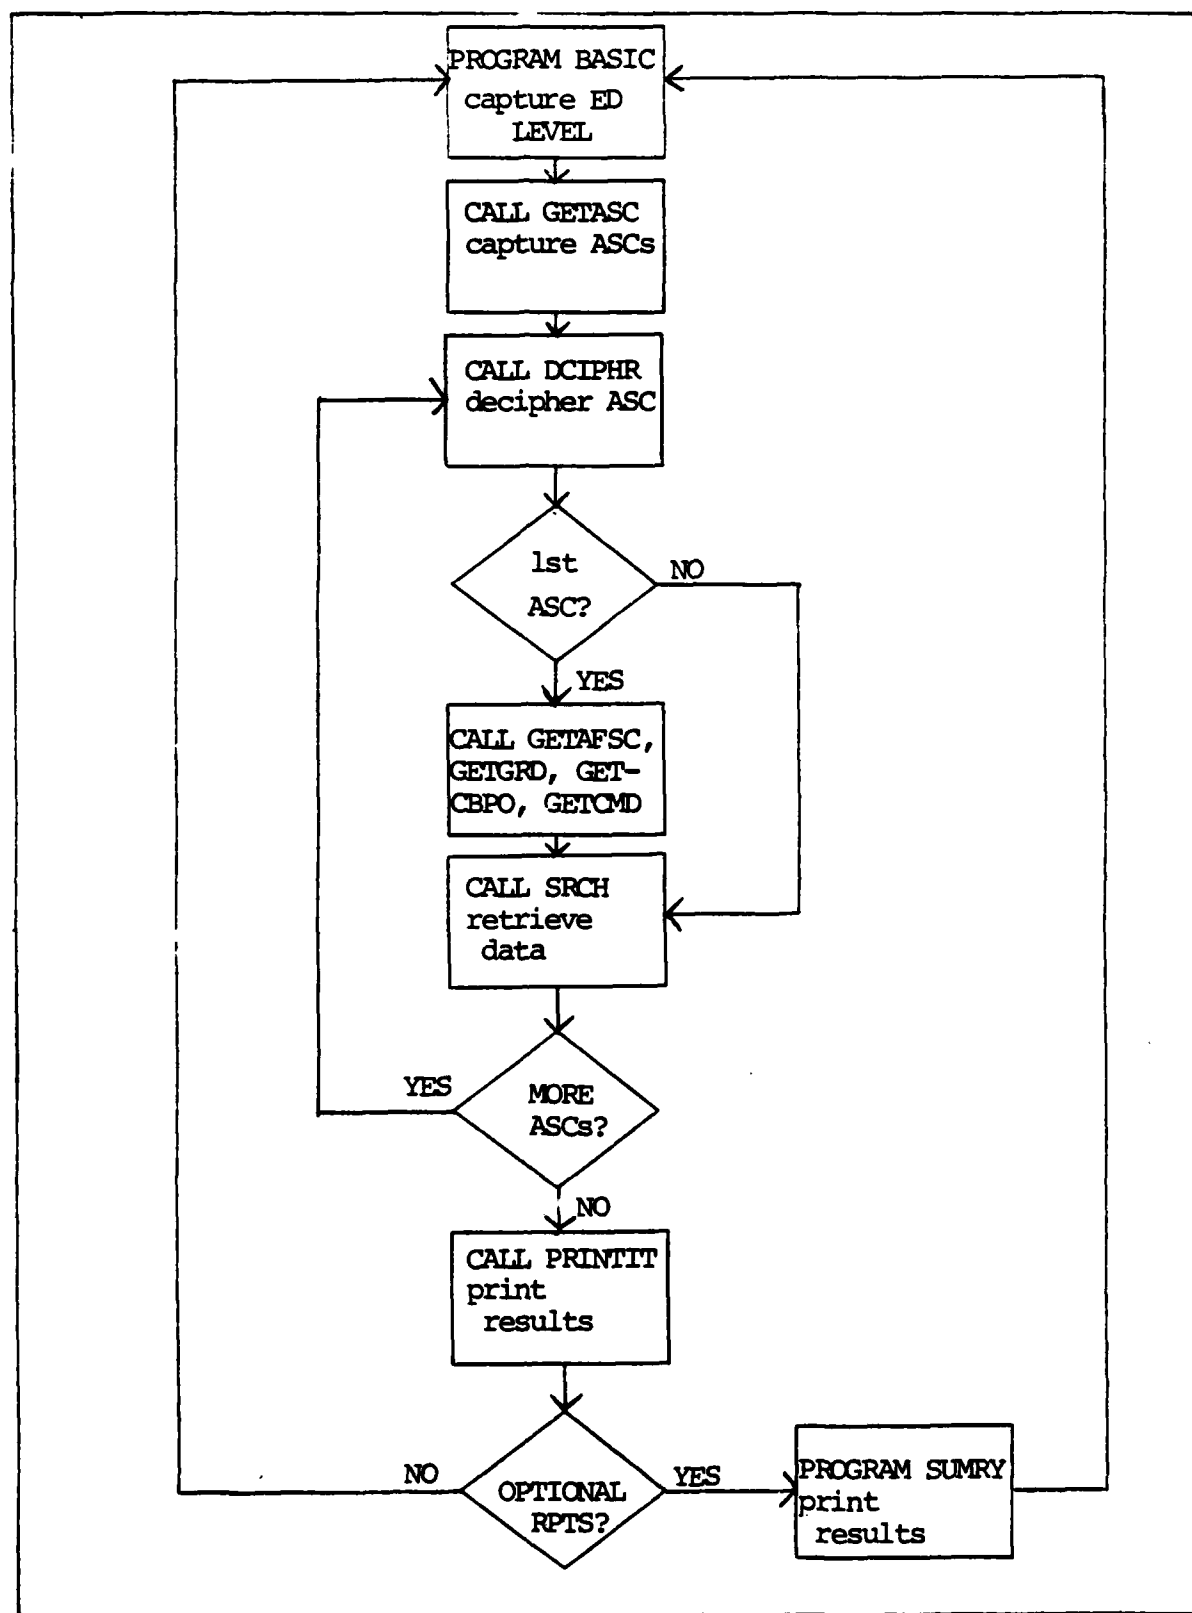 PROGRAM BASIC
capture ED
LEVEL
CALL GETASC
capture ASCs
CALL DCIPHR
decipher ASC
1st
ASC?
NO
YES
CALL GETAFSC,
GETGRD, GET-
CBPO, GETCMD
CALL SRCH
retrieve
data
YES
MORE
ASCs?
NO
CALL PRINTIT
print
results
NO
OPTIONAL
RPTS?
YES
PROGRAM SUMRY
print
results